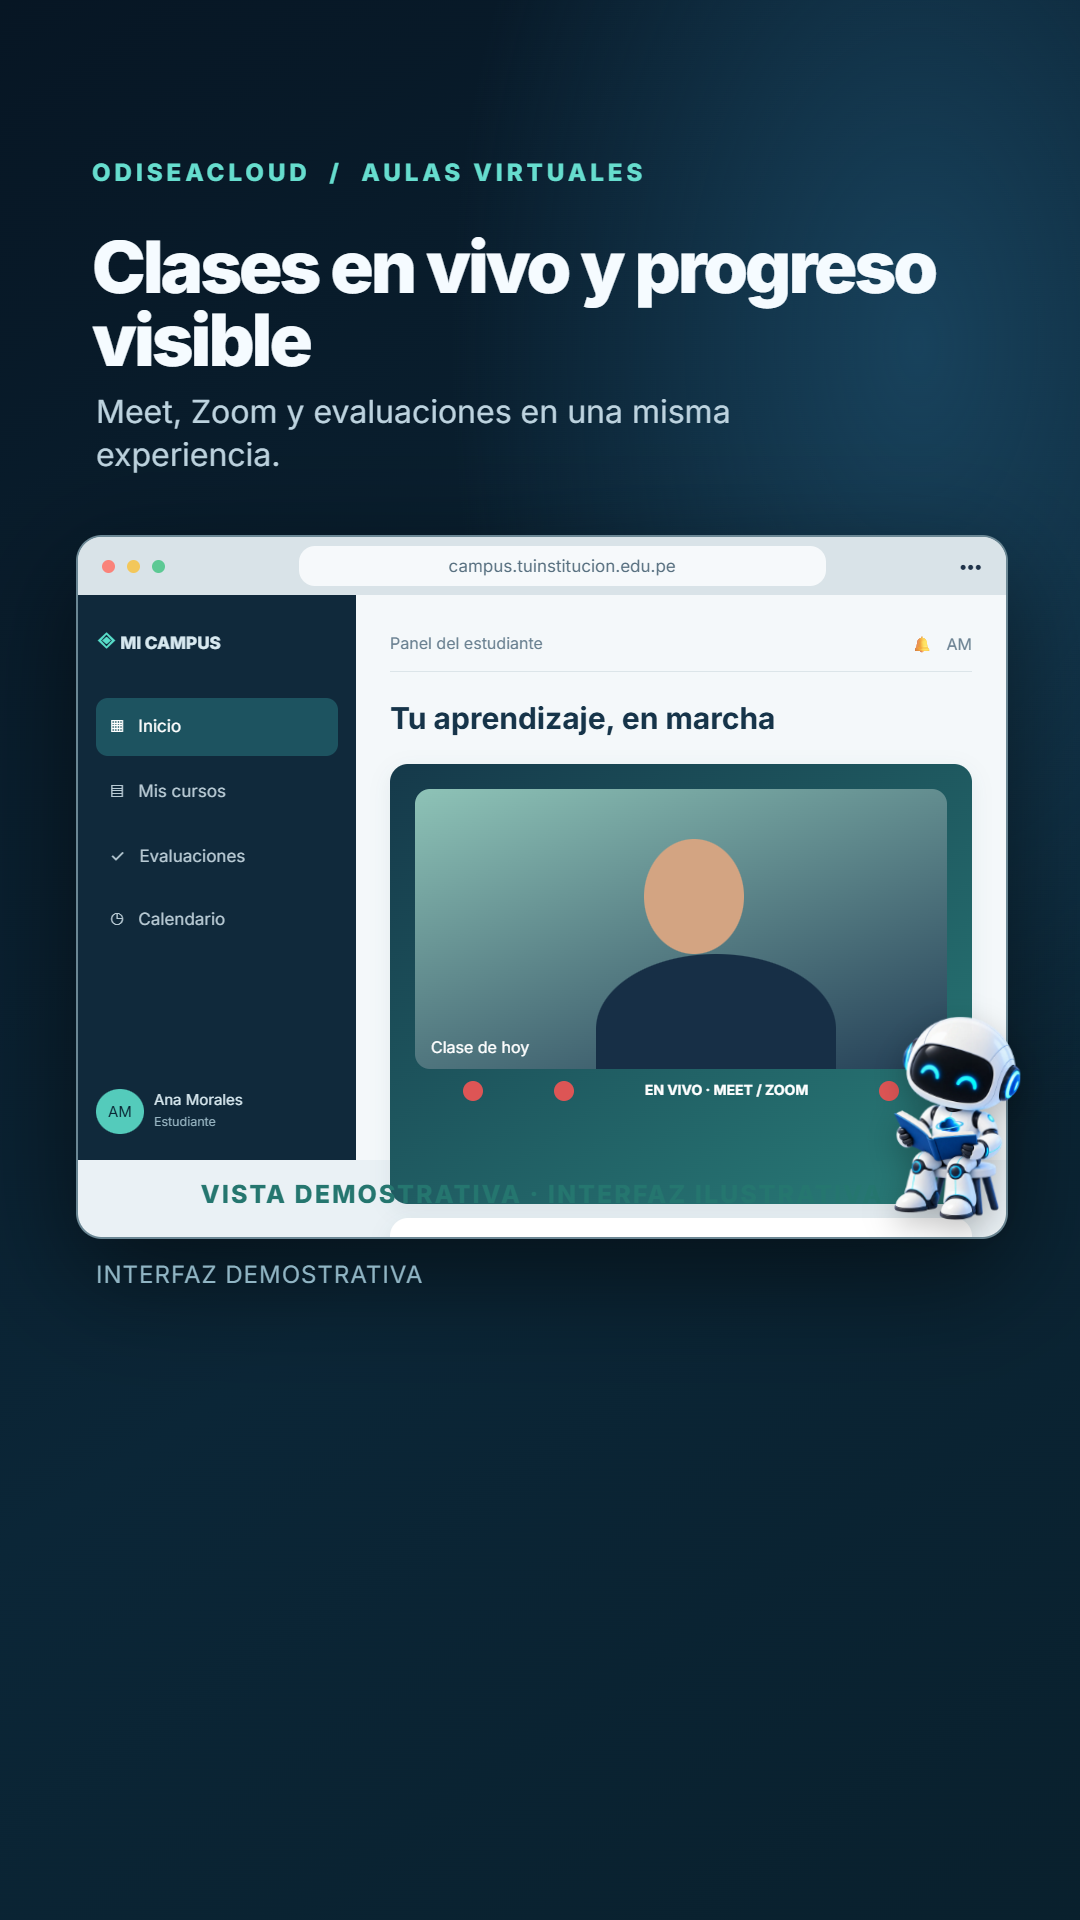 ODISEACLOUD / AULAS VIRTUALES
Clases en vivo y progreso
visible
Meet, Zoom y evaluaciones en una misma
experiencia.
campus.tuinstitucion.edu.pe
MI CAMPUS
Panel del estudiante
AM
Inicio
Tu aprendizaje, en marcha
Mis cursos
Evaluaciones
Calendario
Clase de hoy
EN VIVO · MEET / ZOOM
AM
Ana Morales
Estudiante
VISTA DEMOSTRATIVA · INTERFAZ
INTERFAZ DEMOSTRATIVA